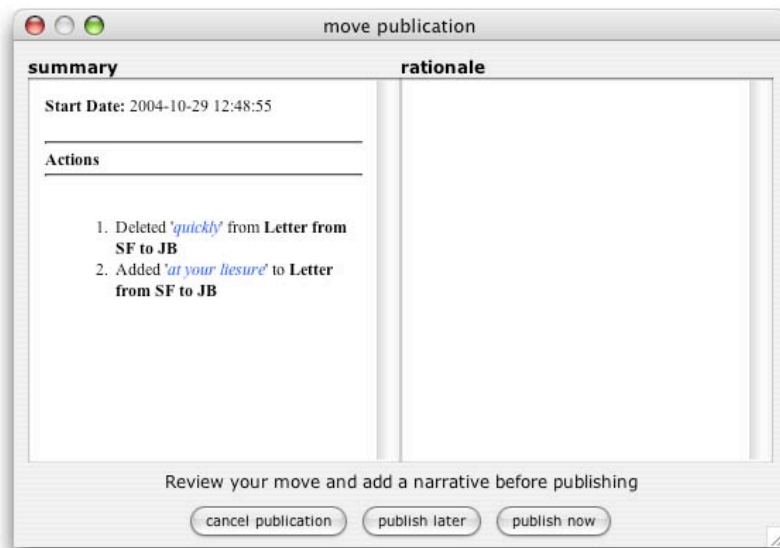 move publication
summary
rationale
Start Date: 2004-10-29 12:48:55
Actions
1. Deleted 'quickly' from Letter from
SF to JB
2. Added 'at your liesure' to Letter
from SF to JB
Review your move and add a narrative before publishing
cancel publication
publish later
publish now